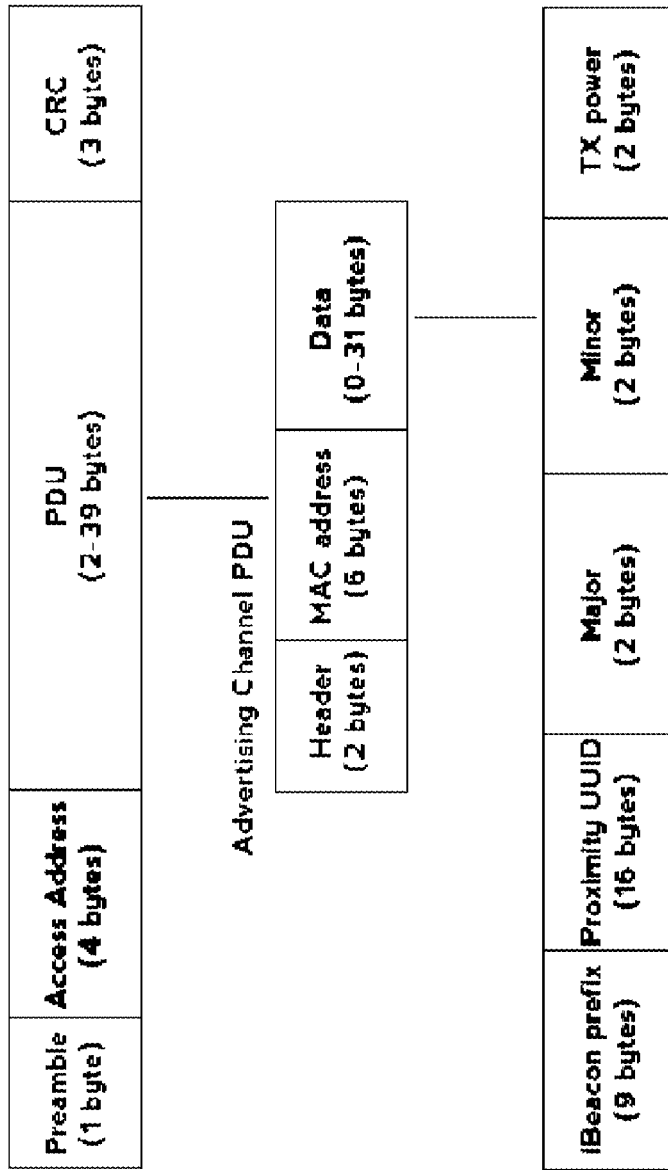 Preamble
(1 byte)
Access Address
(4 bytes)
PDU
(2-39 bytes)
CRC
(3 bytes)
Advertising Channel PDU
Header
(2 bytes)
MAC address
(6 bytes)
Data
(0-31 bytes)
iBeacon prefix
(9 bytes)
Proximity UUID
(16 bytes)
Major
(2 bytes)
Minor
(2 bytes)
TX power
(2 bytes)